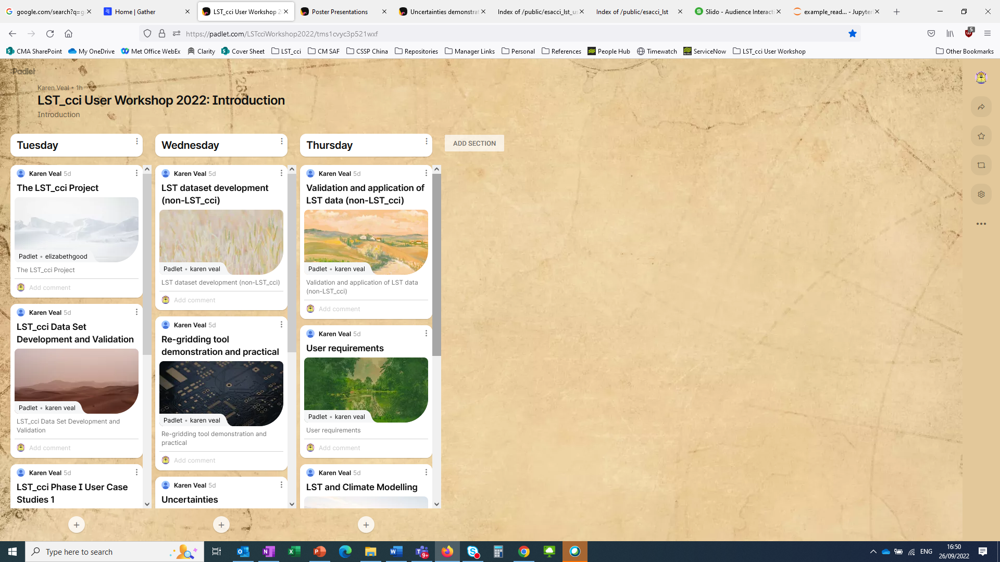 google.com/search?q=g
Home | Gather
LST_cci User Workshop 2
Poster Presentations
Uncertainties demonstrat
Index of /public/esacci_lst_us
Index of /public/esacci_lst
Slido - Audience Interacti
example_read... - Jupyter
https://padlet.com/LSTcciWorkshop2022/tms1cvyc3p521wxf
5
CMA SharePoint
My OneDrive
Met Office WebEx
Clarity
Cover Sheet
LST_cci
CM SAF
CSSP China
Repositories
Manager Links
Personal
References
People Hub
Timewatch
ServiceNow
LST_cci User Workshop
Other Bookmarks
Padlet
Karen Veal • 1h
LST_cci User Workshop 2022: Introduction
Introduction
Tuesday
Karen Veal 5d
The LST_cci Project
Padlet • elizabethgood
The LST_cci Project
Add comment
Karen Veal 5d
LST_cci Data Set
Development and Validation
Padlet • karen veal
LST_cci Data Set Development and
Validation
Add comment
Karen Veal 5d
LST_cci Phase I User Case
Studies 1
Wednesday
Karen Veal 5d
LST dataset development
(non-LST_cci)
Padlet • karen veal
LST dataset development (non-LST_cci)
Add comment
Karen Veal 5d
Re-gridding tool
demonstration and practical
Padlet • karen veal
Re-gridding tool demonstration and
practical
Add comment
Karen Veal 5d
Uncertainties
Thursday
Karen Veal 5d
Validation and application of
LST data (non-LST_cci)
Padlet • karen veal
Validation and application of LST data
(non-LST_cci)
Add comment
Karen Veal 5d
User requirements
Padlet • karen veal
User requirements
Add comment
Karen Veal 5d
LST and Climate Modelling
ADD SECTION
Type here to search
9+
ENG
16:50
26/09/2022